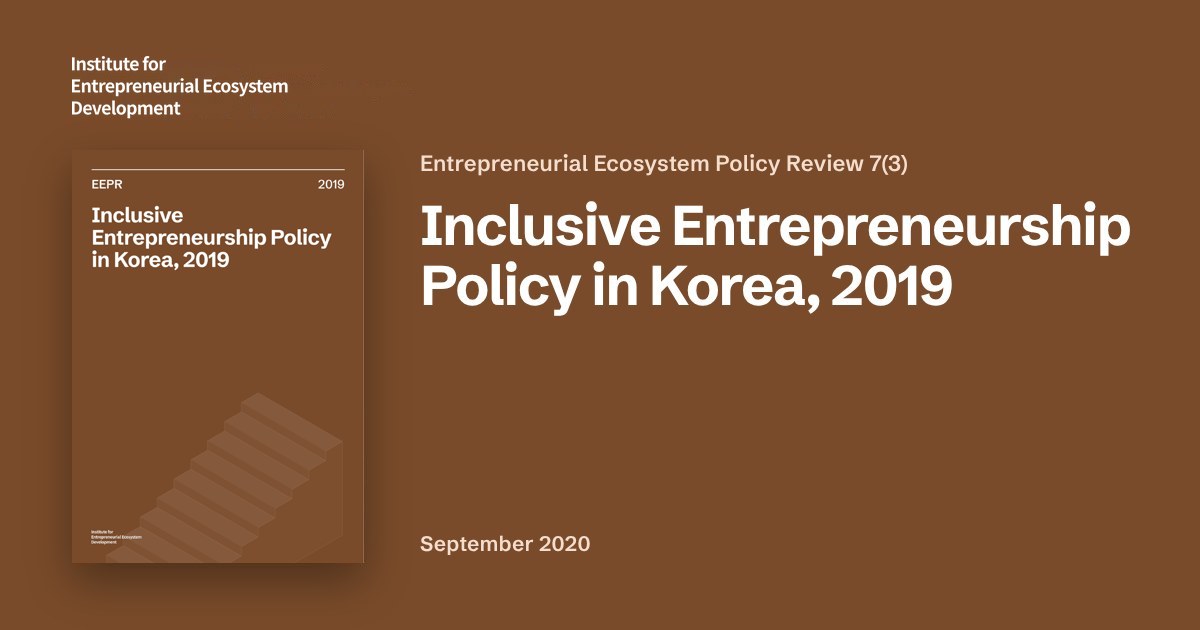 Institute for
Entrepreneurial Ecosystem
Development
EEPR 2019
Inclusive
Entrepreneurship Policy
in Korea, 2019
Institute for
Entrepreneurial Ecosystem
Development
Entrepreneurial Ecosystem Policy Review 7(3)
Inclusive Entrepreneurship
Policy in Korea, 2019
September 2020